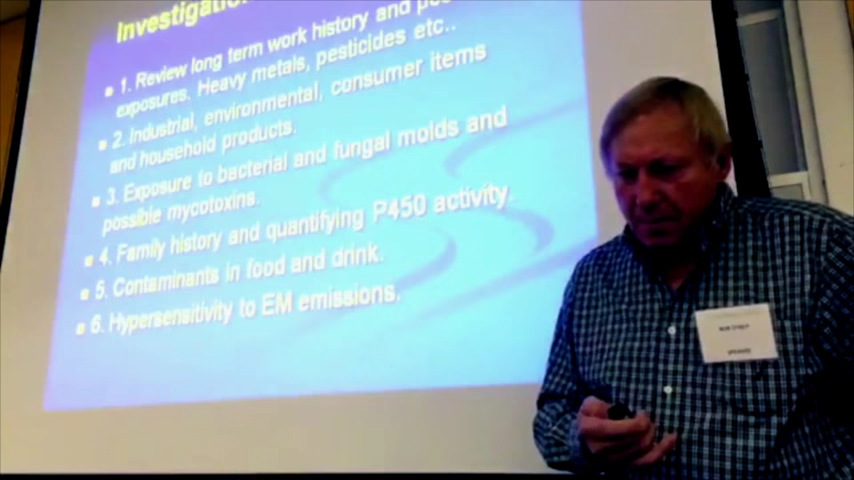 Investigation
1. Review long term work history and
exposures. Heavy metals, pesticides etc..
2. Industrial, environmental, consumer items
and household products.
3. Exposure to bacterial and fungal molds and
possible mycotoxins.
4. Family history and quantifying P450 activity.
5. Contaminants in food and drink.
6. Hypersensitivity to EM emissions.